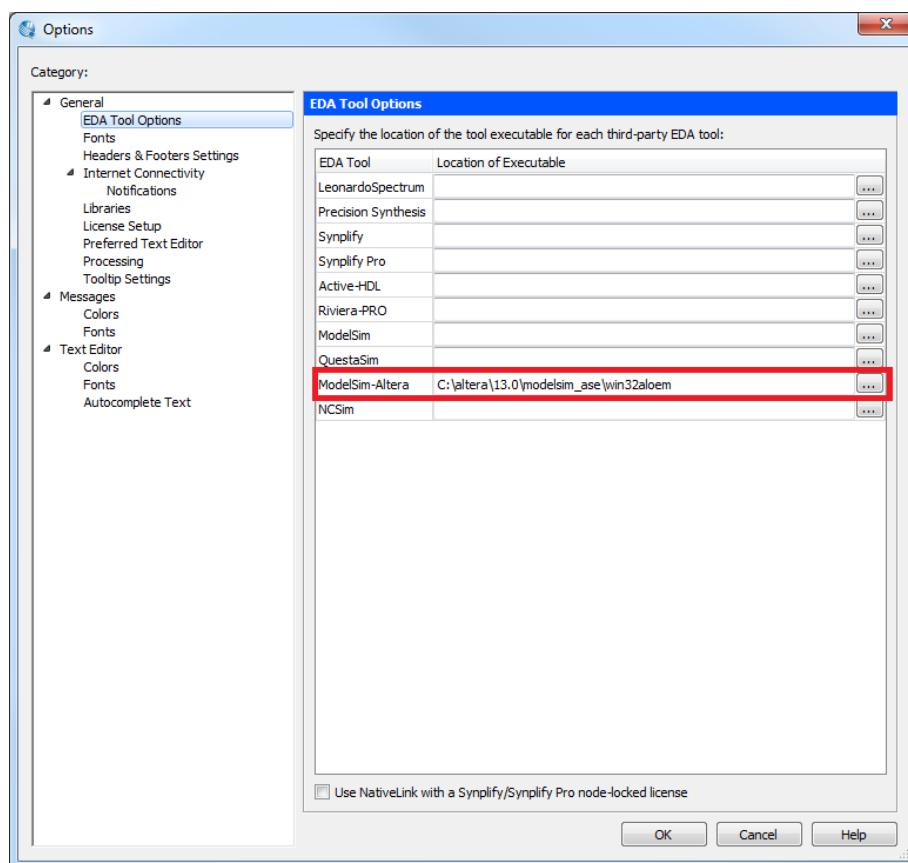 Options
Category:
General
EDA Tool Options
Fonts
Headers & Footers Settings
Internet Connectivity
Notifications
Libraries
License Setup
Preferred Text Editor
Processing
Tooltip Settings
Messages
Colors
Fonts
Text Editor
Colors
Fonts
Autocomplete Text
EDA Tool Options
Specify the location of the tool executable for each third-party EDA tool:
EDA Tool Location of Executable
LeonardoSpectrum ...
Precision Synthesis ...
Synplify ...
Synplify Pro ...
Active-HDL ...
Riviera-PRO ...
ModelSim ...
QuestaSim ...
ModelSim-Altera C:\altera\13.0\modelsim_ase\win32aloem ...
NCSim ...
Use NativeLink with a Synplify/Synplify Pro node-locked license
OK Cancel Help